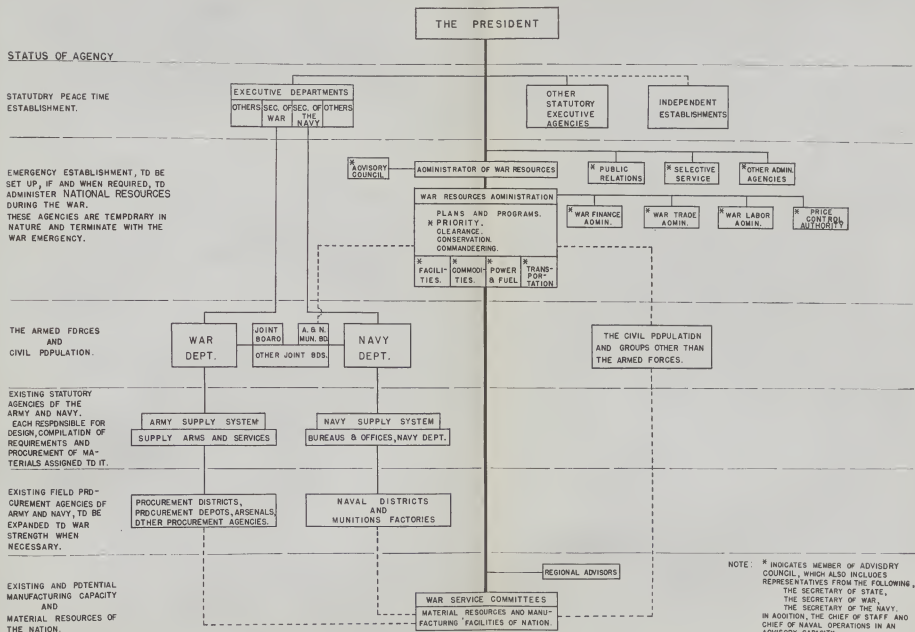 THE PRESIDENT
STATUS OF AGENCY
STATUTORY PEACE TIME
ESTABLISHMENT.
EXECUTIVE DEPARTMENTS
OTHERS
SEC. OF
WAR
SEC. OF
THE
NAVY
OTHERS
OTHER
STATUTORY
EXECUTIVE
AGENCIES
INDEPENDENT
ESTABLISHMENTS
EMERGENCY ESTABLISHMENT, TO BE
SET UP, IF AND WHEN REQUIRED, TO
ADMINISTER NATIONAL RESOURCES
DURING THE WAR.
THESE AGENCIES ARE TEMPORARY IN
NATURE AND TERMINATE WITH THE
WAR EMERGENCY.
* ADVISORY
COUNCIL
ADMINISTRATOR OF WAR RESOURCES
* PUBLIC
RELATIONS
* SELECTIVE
SERVICE
* OTHER ADMIN.
AGENCIES
WAR RESOURCES ADMINISTRATION
PLANS AND PROGRAMS.
* PRIORITY.
CLEARANCE.
CONSERVATION.
COMMANDEERING.
* FACILI-
TIES.
* COMMODI-
TIES.
* POWER
& FUEL
* TRANS-
POR-
TATION
* WAR FINANCE
ADMIN.
* WAR TRADE
ADMIN.
* WAR LABOR
ADMIN.
* PRICE
CONTROL
AUTHORITY
THE ARMED FORCES
AND
CIVIL POPULATION.
WAR
DEPT.
JOINT
BOARD
A. & N.
MUN. BD.
OTHER JOINT BDS.
NAVY
DEPT.
THE CIVIL POPULATION
AND GROUPS OTHER THAN
THE ARMED FORCES.
EXISTING STATUTORY
AGENCIES OF THE
ARMY AND NAVY.
EACH RESPONSIBLE FOR
DESIGN, COMPILATION OF
REQUIREMENTS AND
PROCUREMENT OF MA-
TERIALS ASSIGNED TO IT.
ARMY SUPPLY SYSTEM
SUPPLY ARMS AND SERVICES
NAVY SUPPLY SYSTEM
BUREAUS & OFFICES, NAVY DEPT.
EXISTING FIELD PRO-
CUREMENT AGENCIES OF
ARMY AND NAVY, TO BE
EXPANDED TO WAR
STRENGTH WHEN
NECESSARY.
PROCUREMENT DISTRICTS,
PROCUREMENT DEPOTS, ARSENALS,
OTHER PROCUREMENT AGENCIES.
NAVAL DISTRICTS
AND
MUNITIONS FACTORIES
EXISTING AND POTENTIAL
MANUFACTURING CAPACITY
AND
MATERIAL RESOURCES OF
THE NATION.
REGIONAL ADVISORS
WAR SERVICE COMMITTEES
MATERIAL RESOURCES AND MANU-
FACTURING FACILITIES OF NATION.
NOTE: * INDICATES MEMBER OF ADVISORY
COUNCIL, WHICH ALSO INCLUDES
REPRESENTATIVES FROM THE FOLLOWING,
THE SECRETARY OF STATE,
THE SECRETARY OF WAR,
THE SECRETARY OF THE NAVY.
IN ADDITION, THE CHIEF OF STAFF AND
CHIEF OF NAVAL OPERATIONS IN AN
ADVISORY CAPACITY.